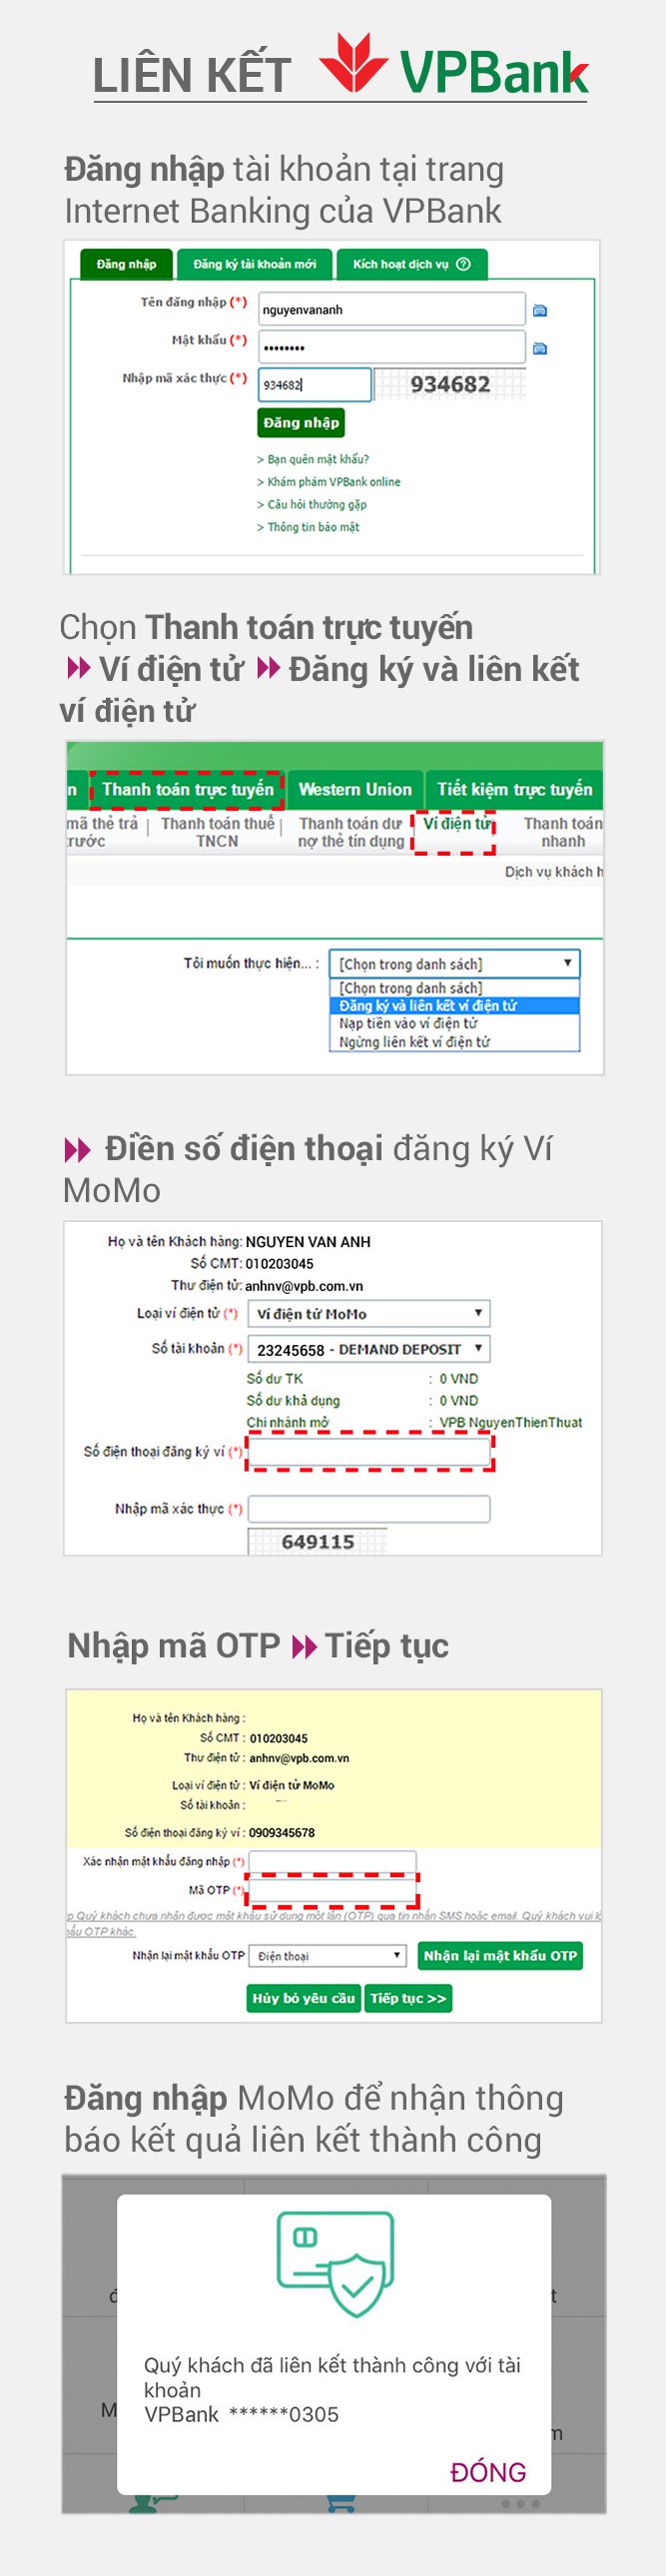 LIÊN KẾT VPBank
Đăng nhập tài khoản tại trang
Internet Banking của VPBank
Đăng nhập Đăng ký tài khoản mới Kích hoạt dịch vụ ?
Tên đăng nhập (*) nguyenvananh
Mật khẩu (*) ••••••••
Nhập mã xác thực (*) 934682 934682
Đăng nhập
> Bạn quên mật khẩu?
> Khám phám VPBank online
> Câu hỏi thường gặp
> Thông tin bảo mật
Chọn Thanh toán trực tuyến
Ví điện tử Đăng ký và liên kết
ví điện tử
n Thanh toán trực tuyến Western Union Tiết kiệm trực tuyến
mã thẻ trả | Thanh toán thuế | Thanh toán dư Ví điện tử Thanh toán
trước TNCN nợ thẻ tín dụng nhanh
Dịch vụ khách h
Tôi muốn thực hiện... : [Chọn trong danh sách]
[Chọn trong danh sách]
Đăng ký và liên kết ví điện tử
Nạp tiền vào ví điện tử
Ngừng liên kết ví điện tử
Điền số điện thoại đăng ký Ví
MoMo
Họ và tên Khách hàng: NGUYEN VAN ANH
Số CMT: 010203045
Thư điện tử: anhnv@vpb.com.vn
Loại ví điện tử (*) Ví điện tử MoMo
Số tài khoản (*) 23245658 - DEMAND DEPOSIT
Số dư TK : 0 VND
Số dư khả dụng : 0 VND
Chi nhánh mở : VPB NguyenThienThuat
Số điện thoại đăng ký ví (*)
Nhập mã xác thực (*)
649115
Nhập mã OTP Tiếp tục
Họ và tên Khách hàng :
Số CMT : 010203045
Thư điện tử : anhnv@vpb.com.vn
Loại ví điện tử : Ví điện tử MoMo
Số tài khoản :
Số điện thoại đăng ký ví : 0909345678
Xác nhận mật khẩu đăng nhập (*)
Mã OTP (*)
p Quý khách chưa nhận được mật khẩu sử dụng một lần (OTP) qua tin nhắn SMS hoặc email. Quý khách vui l
hẩu OTP khác.
Nhận lại mật khẩu OTP Điện thoại Nhận lại mật khẩu OTP
Hủy bỏ yêu cầu Tiếp tục >>
Đăng nhập MoMo để nhận thông
báo kết quả liên kết thành công
Quý khách đã liên kết thành công với tài
khoản
VPBank ******0305
ĐÓNG